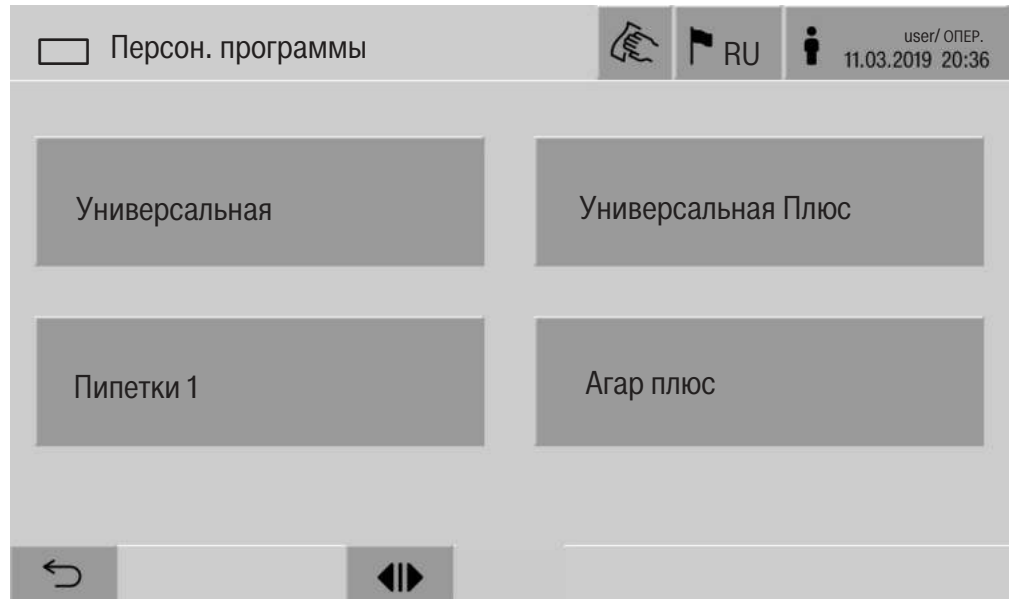 Персон. программы
RU
user/ ОПЕР.
11.03.2019 20:36
Универсальная
Универсальная Плюс
Пипетки 1
Агар плюс